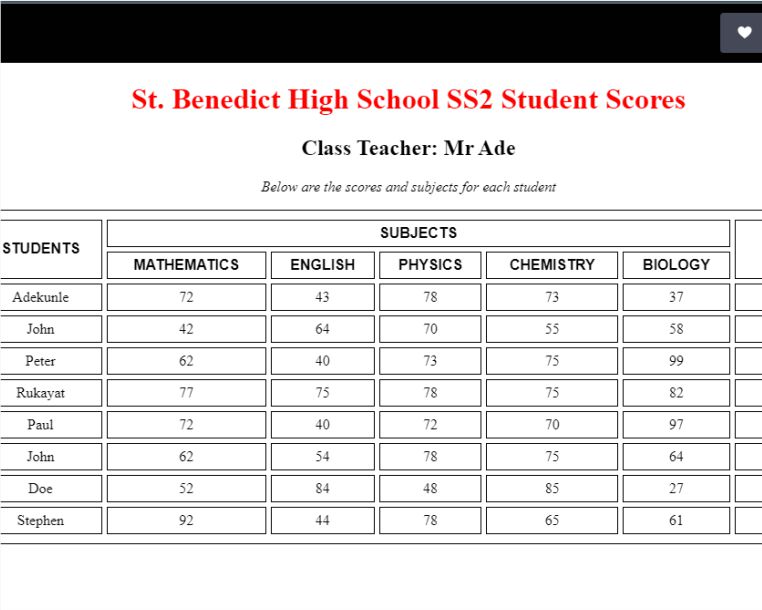 St. Benedict High School SS2 Student Scores
Class Teacher: Mr Ade
Below are the scores and subjects for each student
STUDENTS SUBJECTS
MATHEMATICS ENGLISH PHYSICS CHEMISTRY BIOLOGY
Adekunle 72 43 78 73 37
John 42 64 70 55 58
Peter 62 40 73 75 99
Rukayat 77 75 78 75 82
Paul 72 40 72 70 97
John 62 54 78 75 64
Doe 52 84 48 85 27
Stephen 92 44 78 65 61